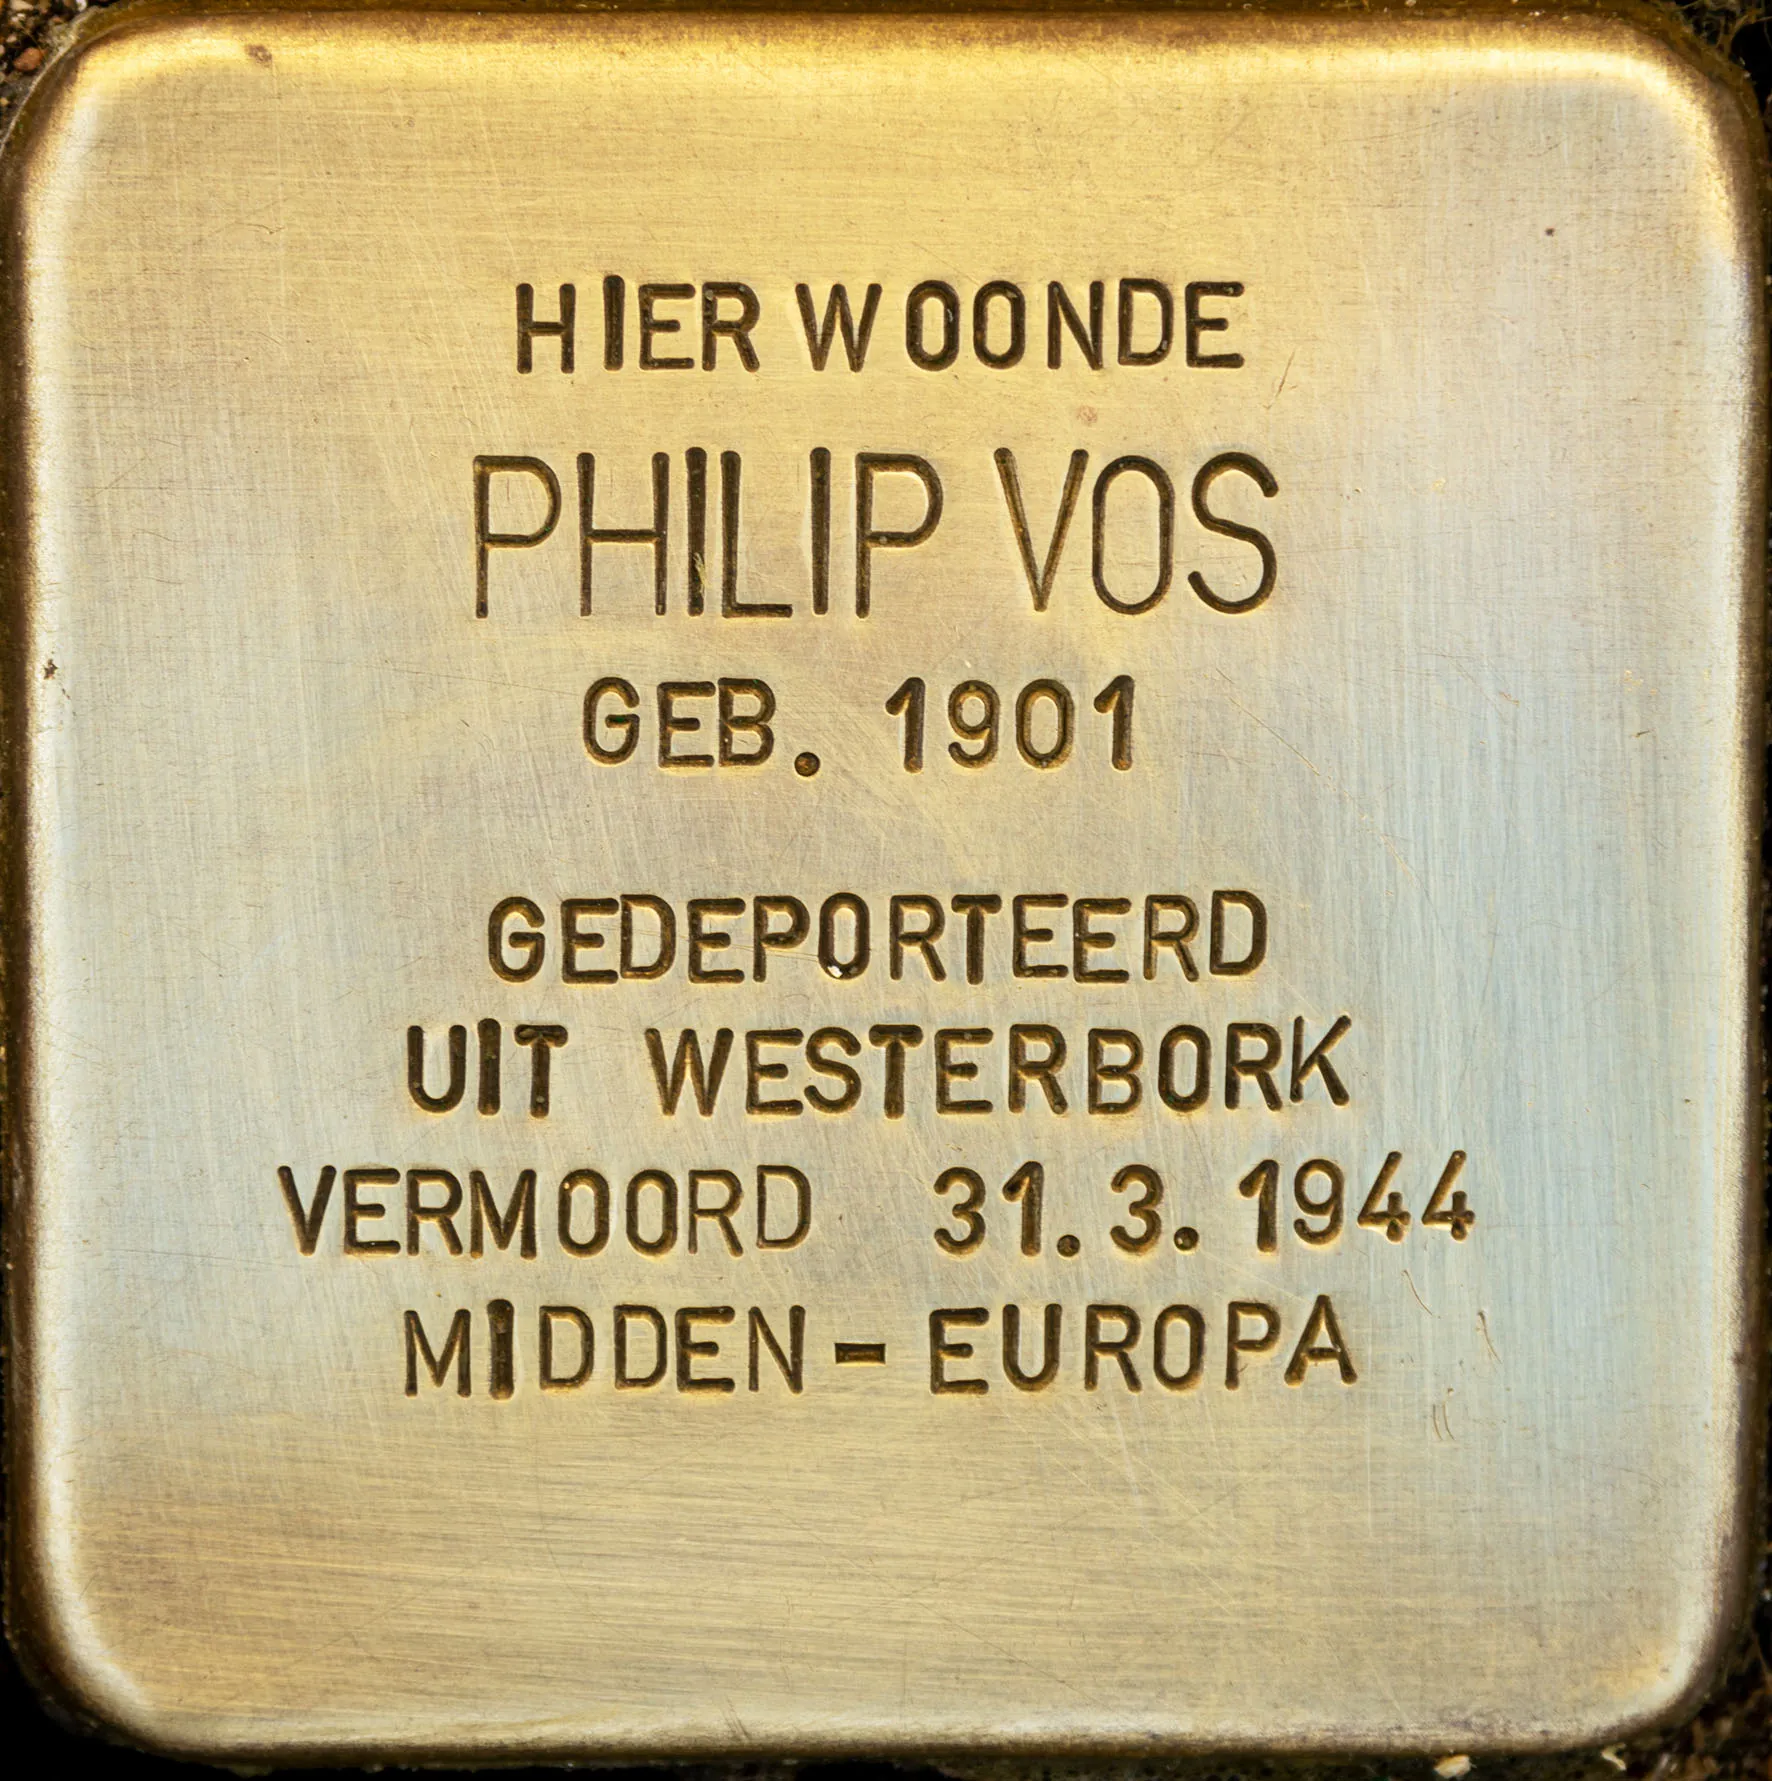 HIER WOONDE
PHILIP VOS
GEB. 1901
GEDEPORTEERD
UIT WESTERBORK
VERMOORD 31.3.1944
MIDDEN-EUROPA